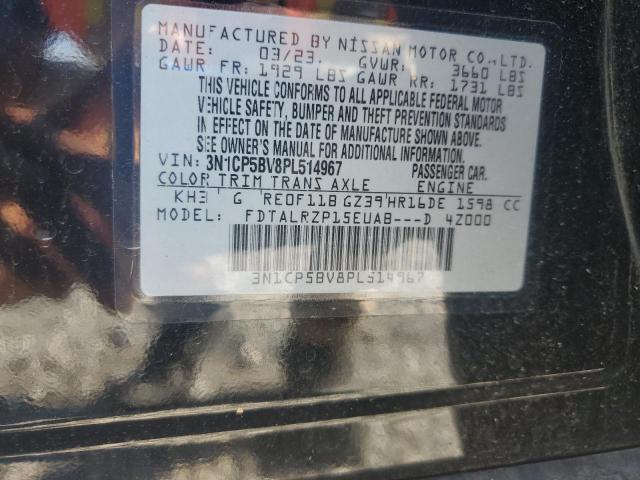 MANUFACTURED BY NISSAN MOTOR CO.,LTD.
DATE: 03/23. GVWR: 3660 LBS
GAWR FR: 1929 LBS GAWR RR: 1731 LBS
THIS VEHICLE CONFORMS TO ALL APPLICABLE FEDERAL MOTOR
VEHICLE SAFETY, BUMPER AND THEFT PREVENTION STANDARDS
IN EFFECT ON THE DATE OF MANUFACTURE SHOWN ABOVE.
SEE OWNER'S MANUAL FOR ADDITIONAL INFORMATION.
VIN: 3N1CP5BV8PL514967 PASSENGER CAR.
COLOR TRIM TRANS AXLE ENGINE
KH3 G RE0F11B GZ39 HR16DE 1598 CC
MODEL: FDTALRZP15EUAB---D 4Z000
3N1CP5BV8PL514967